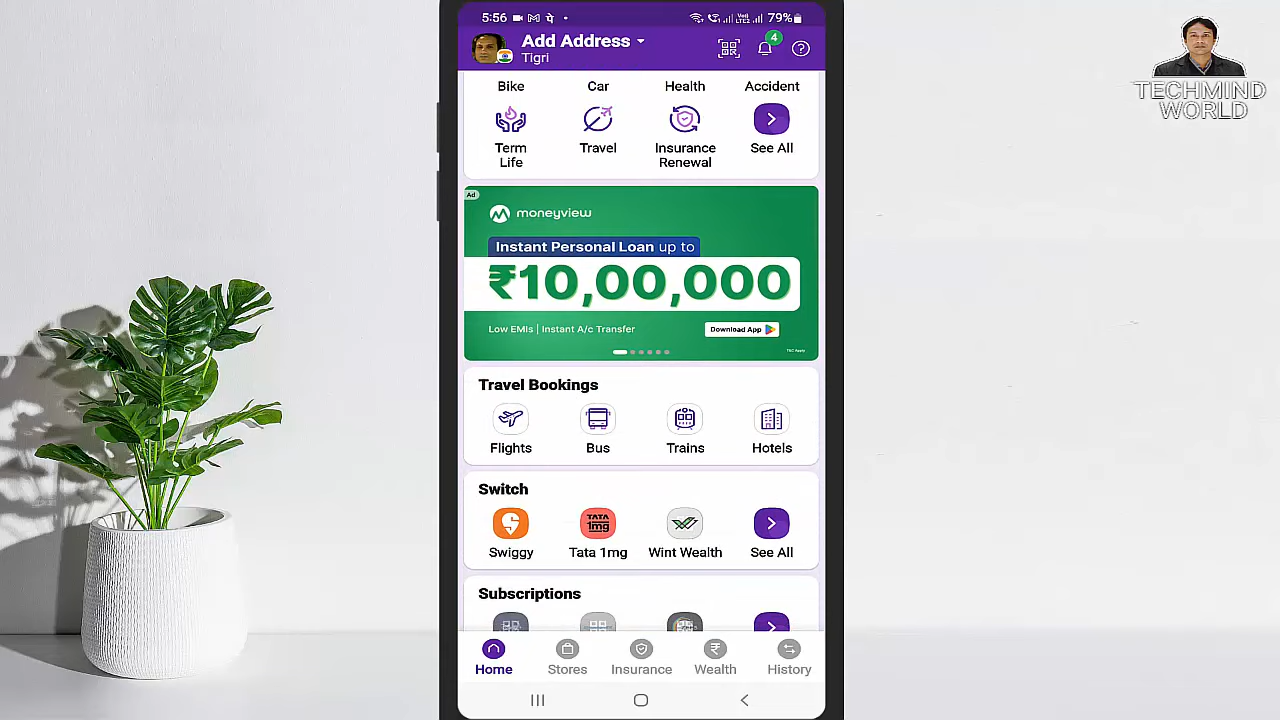 5:56
79%
Add Address
Tigri
4
TECHMIND
WORLD
Bike Car Health Accident
Term Life
Travel
Insurance Renewal
See All
Ad
moneyview
Instant Personal Loan up to
₹10,00,000
Low EMIs | Instant A/c Transfer
Download App
T&C Apply
Travel Bookings
Flights Bus Trains Hotels
Switch
TATA
1mg
Swiggy Tata 1mg Wint Wealth See All
Subscriptions
Home Stores Insurance Wealth History